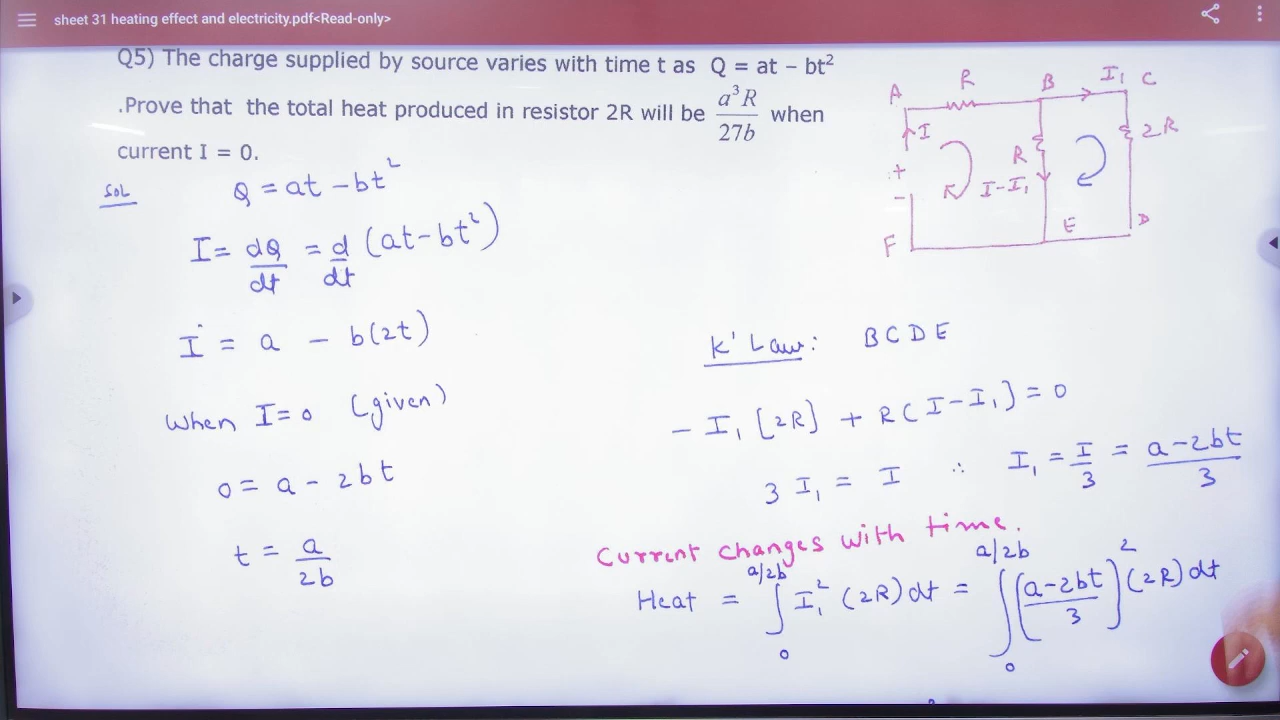 sheet 31 heating effect and electricity.pdf<Read-only>
Q5) The charge supplied by source varies with time t as Q = at – bt²
.Prove that the total heat produced in resistor 2R will be a³R/27b when
current I = 0.
SOL
Q = at – bt²
I = dQ/dt = d/dt (at – bt²)
I = a – b(2t)
When I = 0 (given)
0 = a – 2bt
t = a/2b
A R B I₁ C
I 2R
+ R
– I–I₁
F E D
K' Law: BCDE
– I₁ [2R] + R(I–I₁) = 0
3 I₁ = I ∴ I₁ = I/3 = (a–2bt)/3
Current changes with time.
Heat = ∫₀^(a/2b) I₁² (2R) dt = ∫₀^(a/2b) ((a–2bt)/3)² (2R) dt